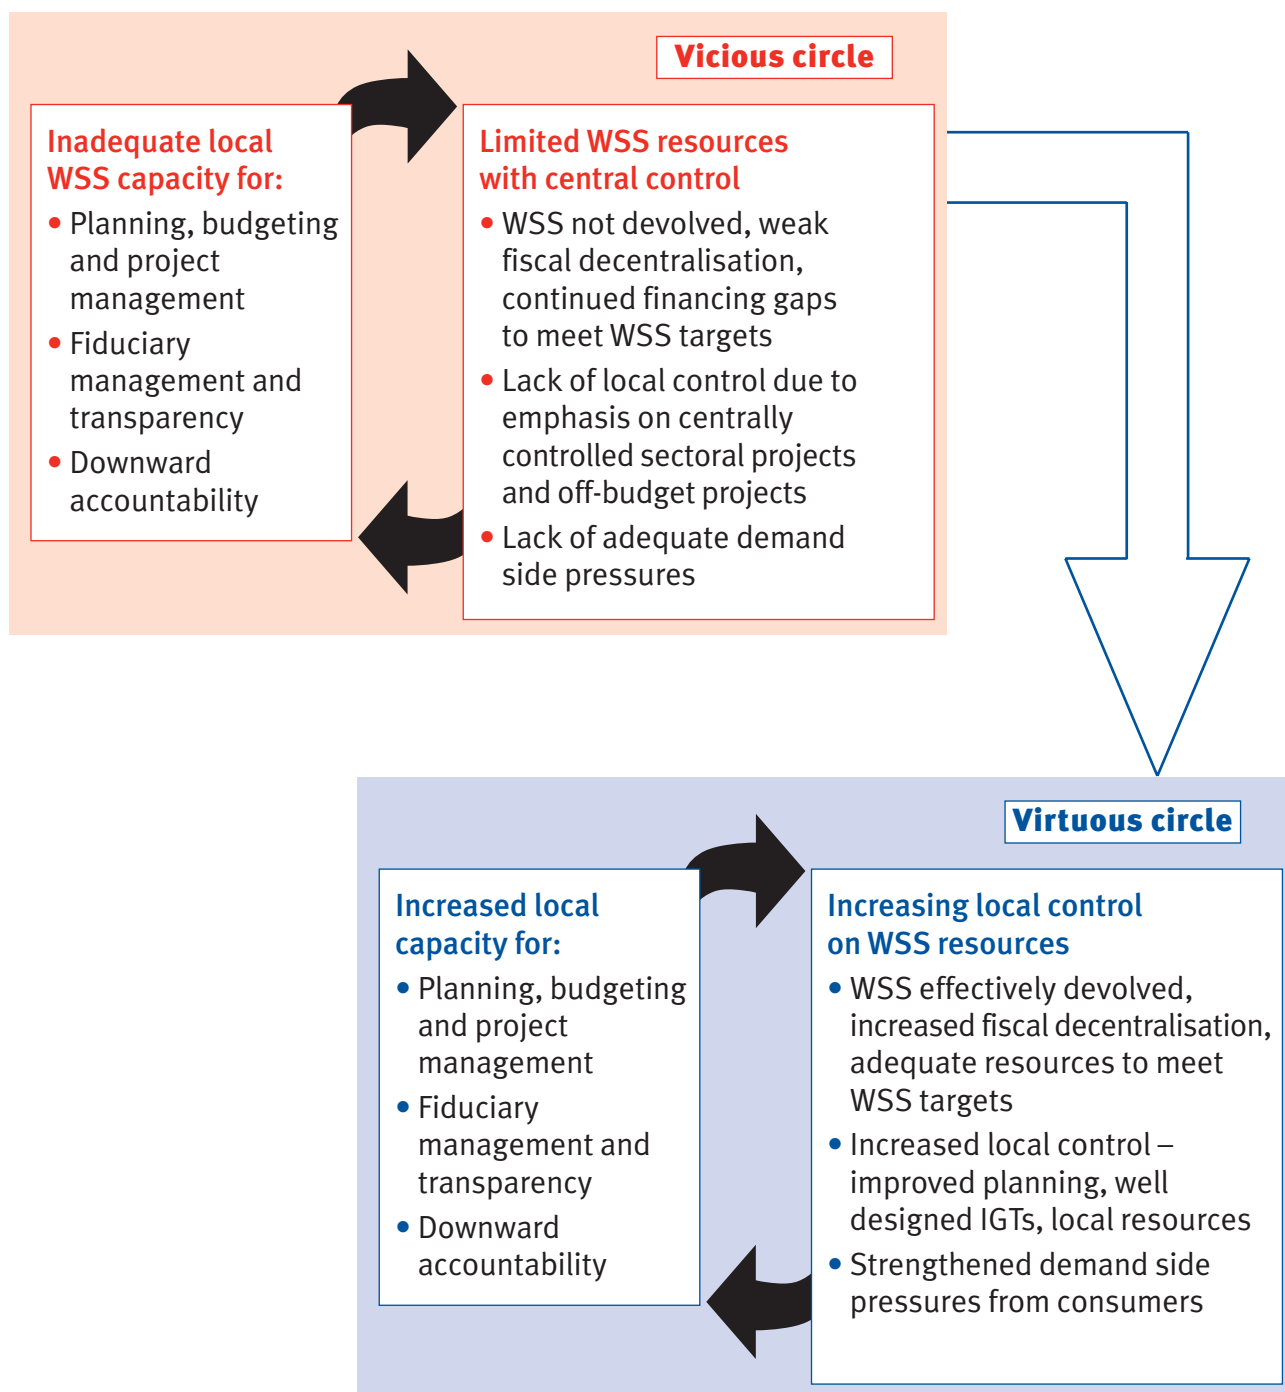 Vicious circle
Inadequate local
WSS capacity for:
• Planning, budgeting
and project
management
• Fiduciary
management and
transparency
• Downward
accountability
Limited WSS resources
with central control
• WSS not devolved, weak
fiscal decentralisation,
continued financing gaps
to meet WSS targets
• Lack of local control due to
emphasis on centrally
controlled sectoral projects
and off-budget projects
• Lack of adequate demand
side pressures
Virtuous circle
Increased local
capacity for:
• Planning, budgeting
and project
management
• Fiduciary
management and
transparency
• Downward
accountability
Increasing local control
on WSS resources
• WSS effectively devolved,
increased fiscal decentralisation,
adequate resources to meet
WSS targets
• Increased local control –
improved planning, well
designed IGTs, local resources
• Strengthened demand side
pressures from consumers